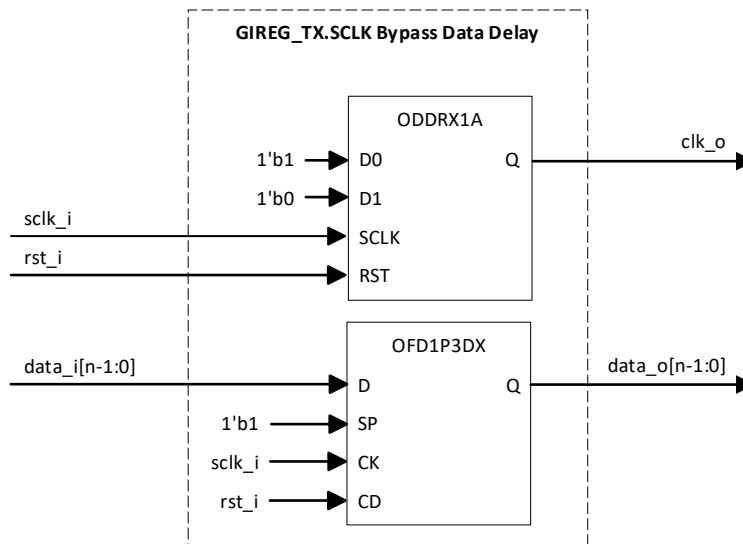 GIREG_TX.SCLK Bypass Data Delay
ODDRX1A
1'b1 D0 Q clk_o
1'b0 D1
sclk_i SCLK
rst_i RST
OFD1P3DX
data_i[n-1:0] D Q data_o[n-1:0]
1'b1 SP
sclk_i CK
rst_i CD